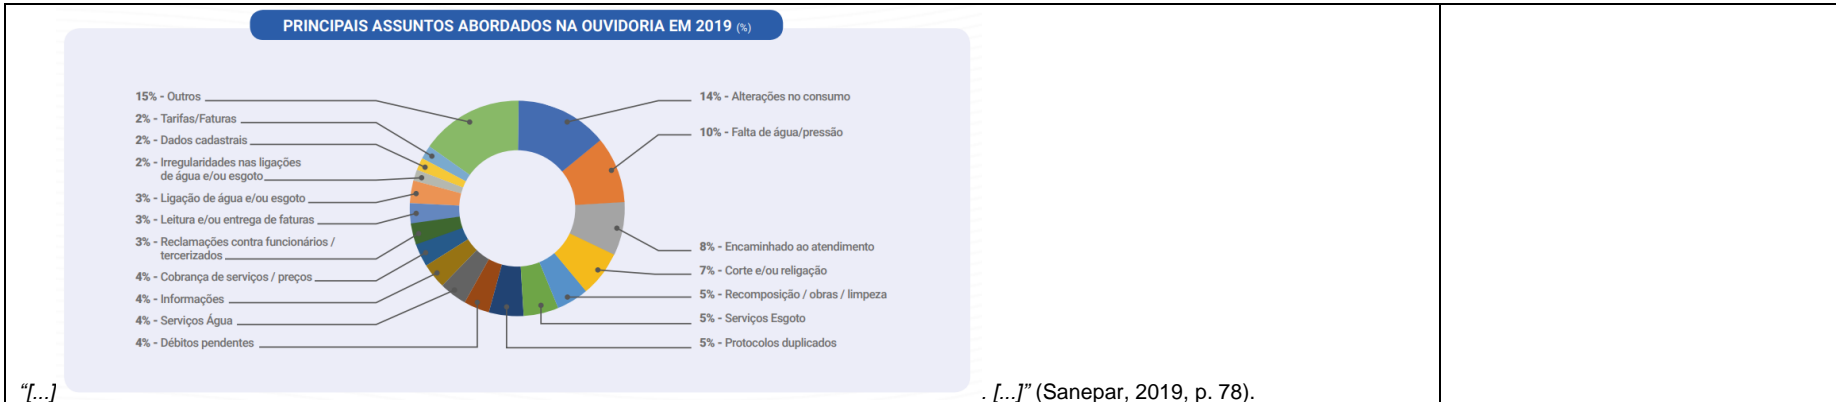 PRINCIPAIS ASSUNTOS ABORDADOS NA OUVIDORIA EM 2019 (%)
15% - Outros
2% - Tarifas/Faturas
2% - Dados cadastrais
2% - Irregularidades nas ligações
de água e/ou esgoto
3% - Ligação de água e/ou esgoto
3% - Leitura e/ou entrega de faturas
3% - Reclamações contra funcionários /
tercerizados
4% - Cobrança de serviços / preços
4% - Informações
4% - Serviços Água
4% - Débitos pendentes
14% - Alterações no consumo
10% - Falta de água/pressão
8% - Encaminhado ao atendimento
7% - Corte e/ou religação
5% - Recomposição / obras / limpeza
5% - Serviços Esgoto
5% - Protocolos duplicados
“[...] . [...]” (Sanepar, 2019, p. 78).